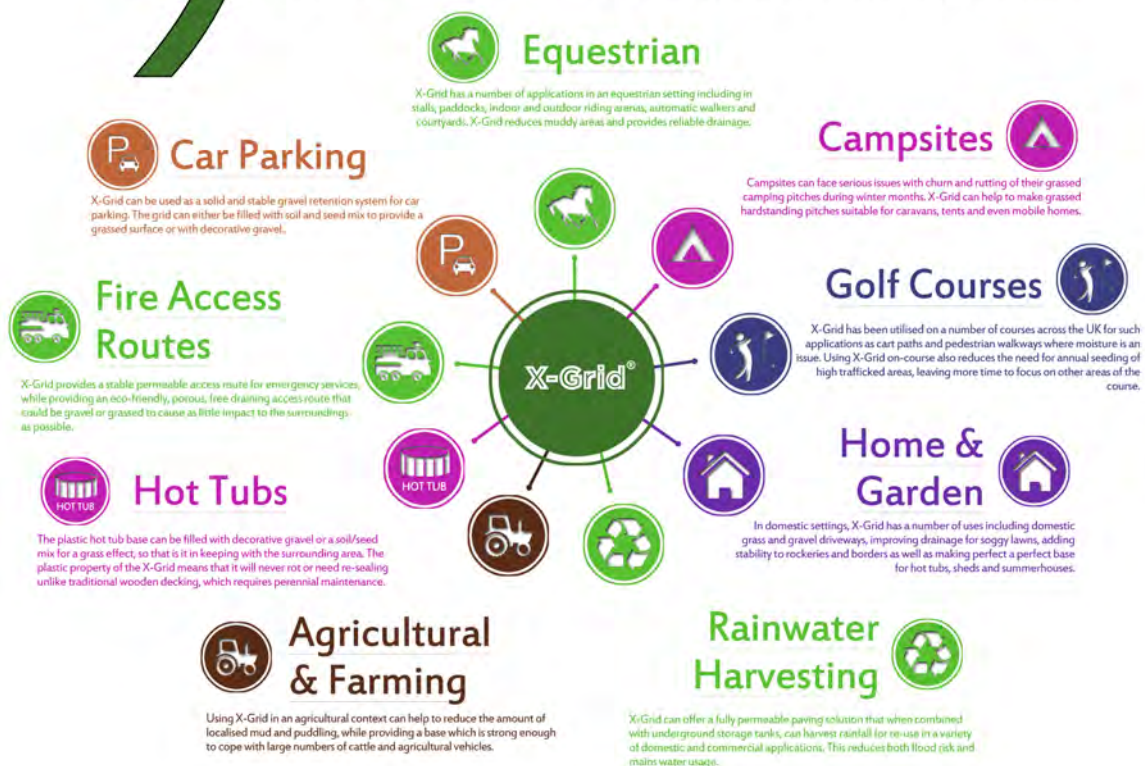 Equestrian
X-Grid has a number of applications in an equestrian setting including in
stalls, paddocks, indoor and outdoor riding arenas, automatic walkers and
courtyards. X-Grid reduces muddy areas and provides reliable drainage.
P
Car Parking
X-Grid can be used as a solid and stable gravel retention system for car
parking. The grid can either be filled with soil and seed mix to provide a
grassed surface or with decorative gravel.
Campsites
Campsites can face serious issues with churn and rutting of their grassed
camping pitches during winter months. X-Grid can help to make grassed
hardstanding pitches suitable for caravans, tents and even mobile homes.
P
Fire Access
Routes
X-Grid provides a stable permeable access route for emergency services,
while providing an eco-friendly, porous, free draining access route that
could be gravel or grassed to cause as little impact to the surroundings
as possible.
Golf Courses
X-Grid has been utilised on a number of courses across the UK for such
applications as cart paths and pedestrian walkways where moisture is an
issue. Using X-Grid on-course also reduces the need for annual seeding of
high trafficked areas, leaving more time to focus on other areas of the
course.
X-Grid®
HOT TUB
HOT TUB
Hot Tubs
The plastic hot tub base can be filled with decorative gravel or a soil/seed
mix for a grass effect, so that is it in keeping with the surrounding area. The
plastic property of the X-Grid means that it will never rot or need re-sealing
unlike traditional wooden decking, which requires perennial maintenance.
Home &
Garden
In domestic settings, X-Grid has a number of uses including domestic
grass and gravel driveways, improving drainage for soggy lawns, adding
stability to rockeries and borders as well as making perfect a perfect base
for hot tubs, sheds and summerhouses.
Agricultural
& Farming
Using X-Grid in an agricultural context can help to reduce the amount of
localised mud and puddling, while providing a base which is strong enough
to cope with large numbers of cattle and agricultural vehicles.
Rainwater
Harvesting
X-Grid can offer a fully permeable paving solution that when combined
with underground storage tanks, can harvest rainfall for re-use in a variety
of domestic and commercial applications. This reduces both flood risk and
mains water usage.